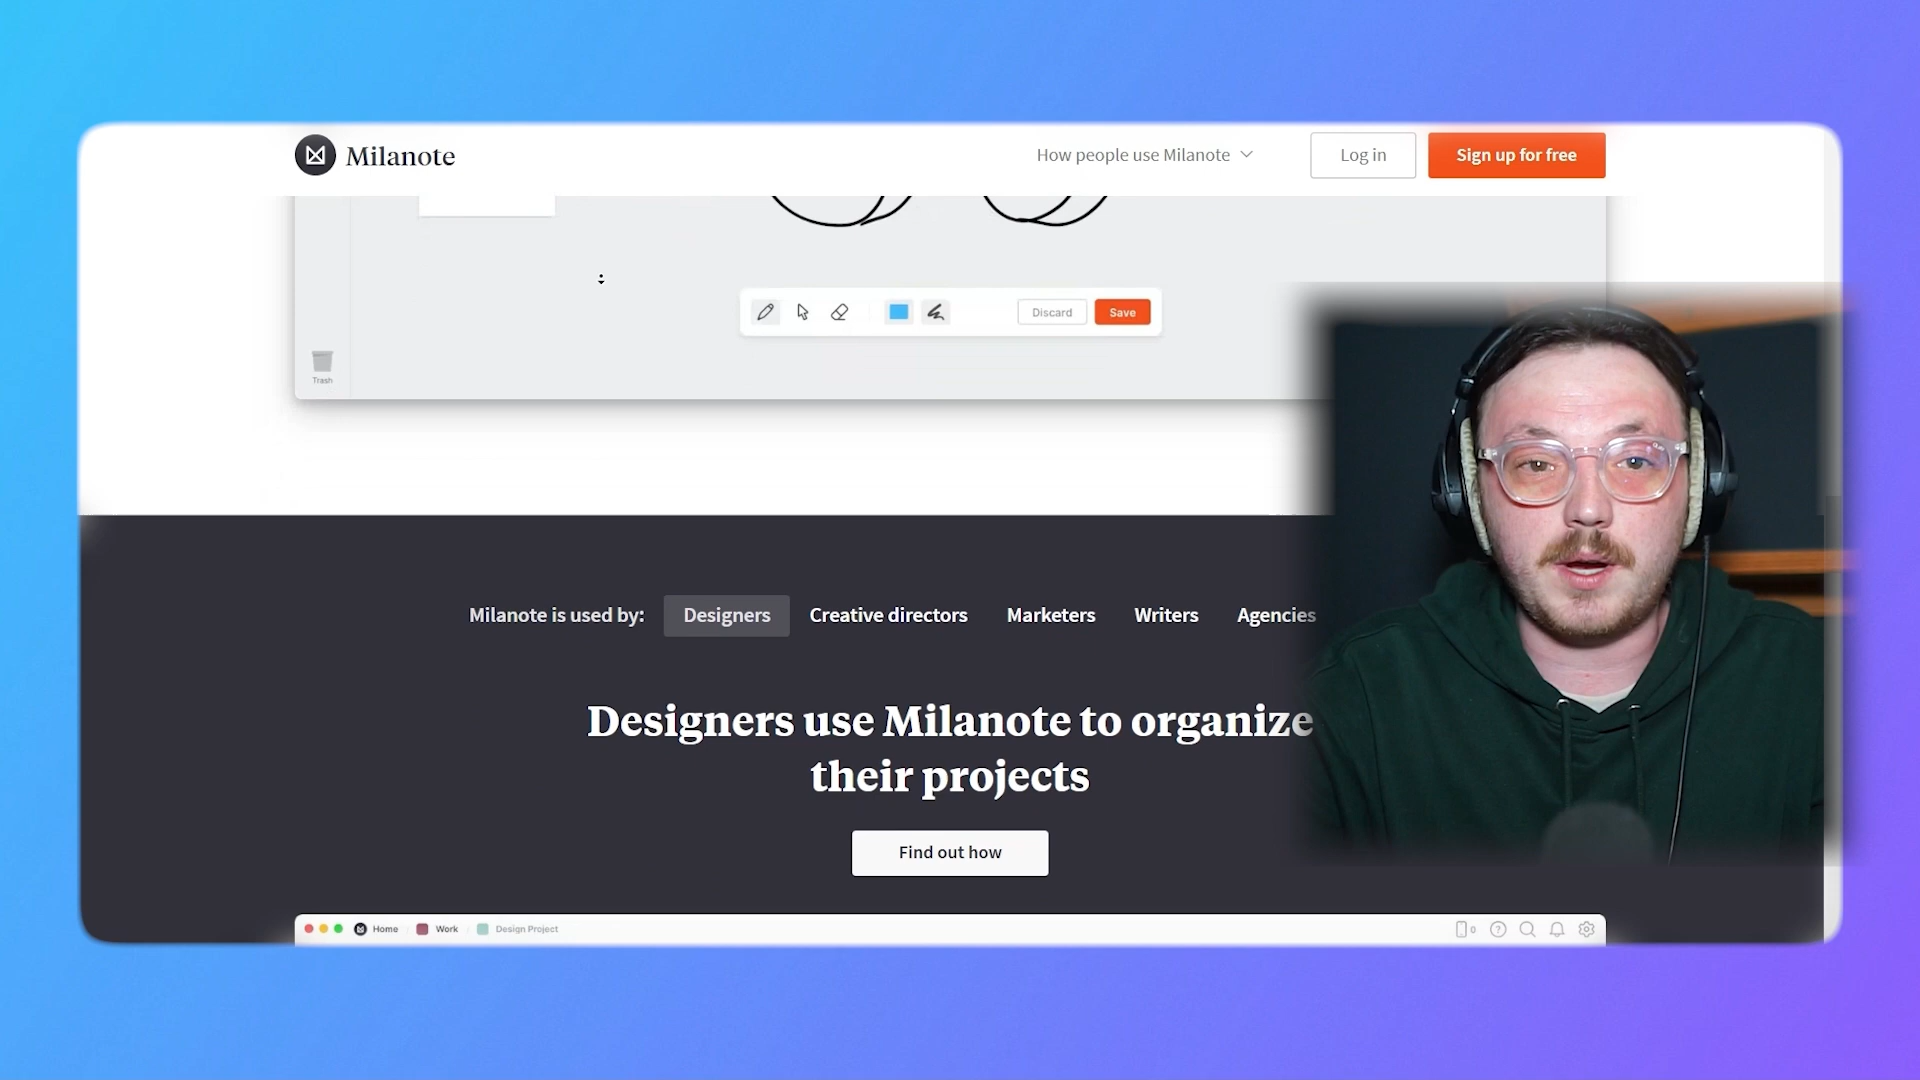 Milanote
How people use Milanote
Log in
Sign up for free
Discard
Save
Trash
Milanote is used by:
Designers
Creative directors
Marketers
Writers
Agencies
Designers use Milanote to organize
their projects
Find out how
Home
Work
Design Project
0